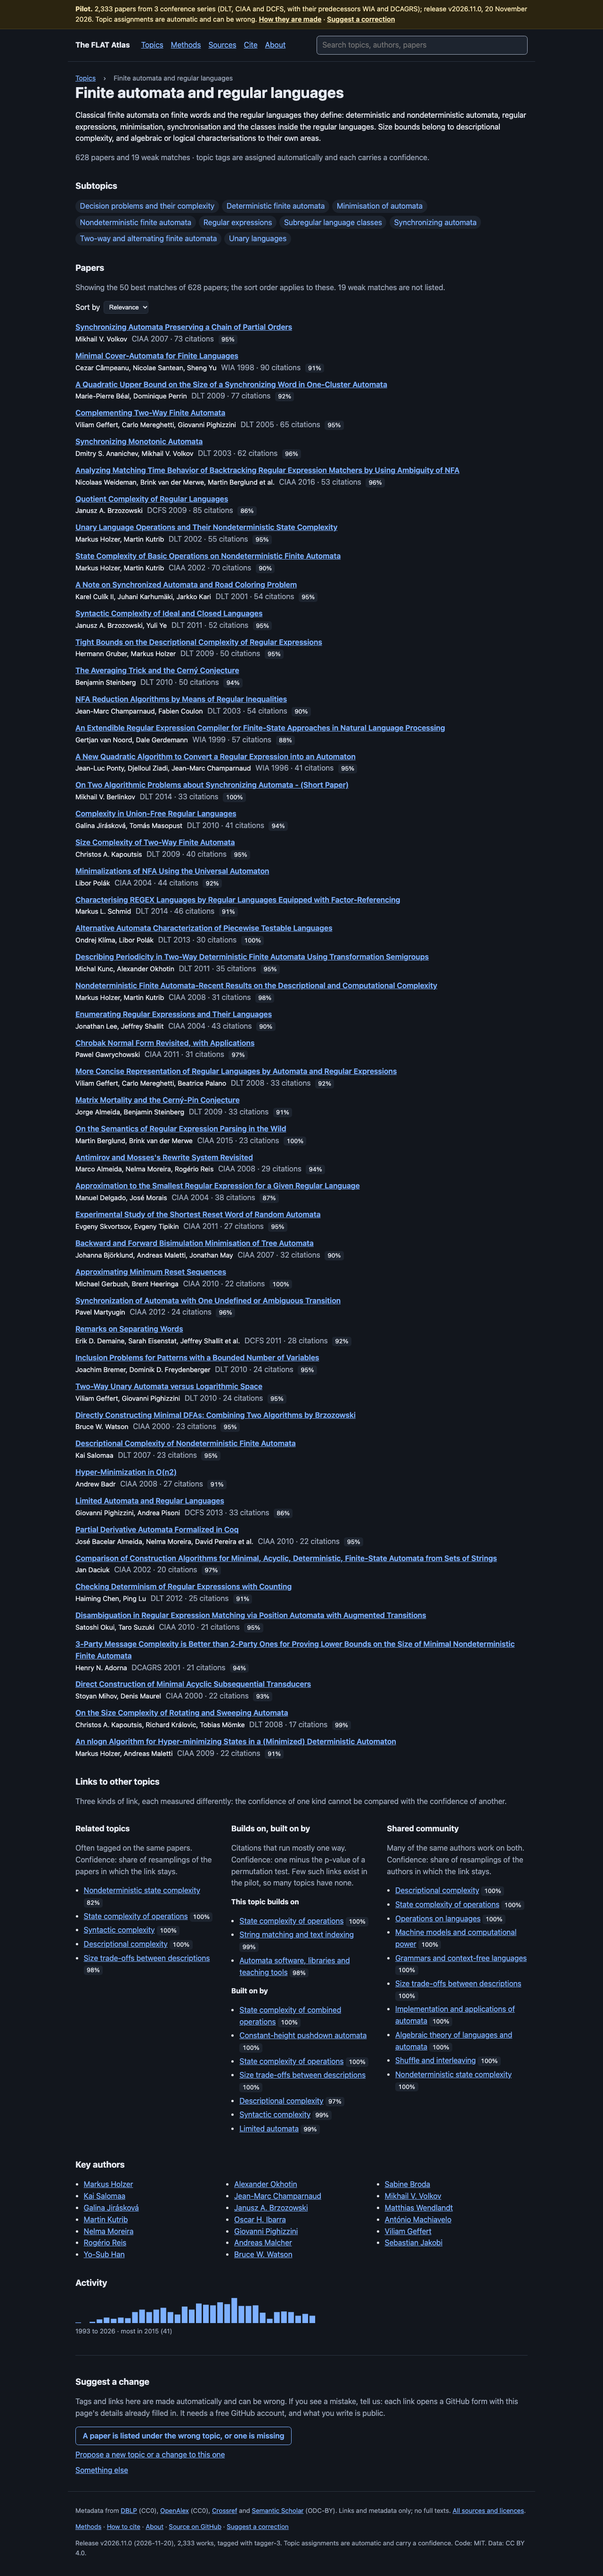 Pilot. 2,333 papers from 3 conference series (DLT, CIAA and DCFS, with their predecessors WIA and DCAGRS); release v2026.11.0, 20 November
2026. Topic assignments are automatic and can be wrong. How they are made · Suggest a correction
The FLAT Atlas Topics Methods Sources Cite About Search topics, authors, papers
Topics › Finite automata and regular languages
Finite automata and regular languages
Classical finite automata on finite words and the regular languages they define: deterministic and nondeterministic automata, regular
expressions, minimisation, synchronisation and the classes inside the regular languages. Size bounds belong to descriptional
complexity, and algebraic or logical characterisations to their own areas.
628 papers and 19 weak matches · topic tags are assigned automatically and each carries a confidence.
Subtopics
Decision problems and their complexity Deterministic finite automata Minimisation of automata
Nondeterministic finite automata Regular expressions Subregular language classes Synchronizing automata
Two-way and alternating finite automata Unary languages
Papers
Showing the 50 best matches of 628 papers; the sort order applies to these. 19 weak matches are not listed.
Sort by Relevance
Synchronizing Automata Preserving a Chain of Partial Orders
Mikhail V. Volkov CIAA 2007 · 73 citations 95%
Minimal Cover-Automata for Finite Languages
Cezar Câmpeanu, Nicolae Santean, Sheng Yu WIA 1998 · 90 citations 91%
A Quadratic Upper Bound on the Size of a Synchronizing Word in One-Cluster Automata
Marie-Pierre Béal, Dominique Perrin DLT 2009 · 77 citations 92%
Complementing Two-Way Finite Automata
Viliam Geffert, Carlo Mereghetti, Giovanni Pighizzini DLT 2005 · 65 citations 95%
Synchronizing Monotonic Automata
Dmitry S. Ananichev, Mikhail V. Volkov DLT 2003 · 62 citations 96%
Analyzing Matching Time Behavior of Backtracking Regular Expression Matchers by Using Ambiguity of NFA
Nicolaas Weideman, Brink van der Merwe, Martin Berglund et al. CIAA 2016 · 53 citations 96%
Quotient Complexity of Regular Languages
Janusz A. Brzozowski DCFS 2009 · 85 citations 86%
Unary Language Operations and Their Nondeterministic State Complexity
Markus Holzer, Martin Kutrib DLT 2002 · 55 citations 95%
State Complexity of Basic Operations on Nondeterministic Finite Automata
Markus Holzer, Martin Kutrib CIAA 2002 · 70 citations 90%
A Note on Synchronized Automata and Road Coloring Problem
Karel Culík II, Juhani Karhumäki, Jarkko Kari DLT 2001 · 54 citations 95%
Syntactic Complexity of Ideal and Closed Languages
Janusz A. Brzozowski, Yuli Ye DLT 2011 · 52 citations 95%
Tight Bounds on the Descriptional Complexity of Regular Expressions
Hermann Gruber, Markus Holzer DLT 2009 · 50 citations 95%
The Averaging Trick and the Cerný Conjecture
Benjamin Steinberg DLT 2010 · 50 citations 94%
NFA Reduction Algorithms by Means of Regular Inequalities
Jean-Marc Champarnaud, Fabien Coulon DLT 2003 · 54 citations 90%
An Extendible Regular Expression Compiler for Finite-State Approaches in Natural Language Processing
Gertjan van Noord, Dale Gerdemann WIA 1999 · 57 citations 88%
A New Quadratic Algorithm to Convert a Regular Expression into an Automaton
Jean-Luc Ponty, Djelloul Ziadi, Jean-Marc Champarnaud WIA 1996 · 41 citations 95%
On Two Algorithmic Problems about Synchronizing Automata - (Short Paper)
Mikhail V. Berlinkov DLT 2014 · 33 citations 100%
Complexity in Union-Free Regular Languages
Galina Jirásková, Tomás Masopust DLT 2010 · 41 citations 94%
Size Complexity of Two-Way Finite Automata
Christos A. Kapoutsis DLT 2009 · 40 citations 95%
Minimalizations of NFA Using the Universal Automaton
Libor Polák CIAA 2004 · 44 citations 92%
Characterising REGEX Languages by Regular Languages Equipped with Factor-Referencing
Markus L. Schmid DLT 2014 · 46 citations 91%
Alternative Automata Characterization of Piecewise Testable Languages
Ondrej Klíma, Libor Polák DLT 2013 · 30 citations 100%
Describing Periodicity in Two-Way Deterministic Finite Automata Using Transformation Semigroups
Michal Kunc, Alexander Okhotin DLT 2011 · 35 citations 95%
Nondeterministic Finite Automata-Recent Results on the Descriptional and Computational Complexity
Markus Holzer, Martin Kutrib CIAA 2008 · 31 citations 98%
Enumerating Regular Expressions and Their Languages
Jonathan Lee, Jeffrey Shallit CIAA 2004 · 43 citations 90%
Chrobak Normal Form Revisited, with Applications
Pawel Gawrychowski CIAA 2011 · 31 citations 97%
More Concise Representation of Regular Languages by Automata and Regular Expressions
Viliam Geffert, Carlo Mereghetti, Beatrice Palano DLT 2008 · 33 citations 92%
Matrix Mortality and the Cerný-Pin Conjecture
Jorge Almeida, Benjamin Steinberg DLT 2009 · 33 citations 91%
On the Semantics of Regular Expression Parsing in the Wild
Martin Berglund, Brink van der Merwe CIAA 2015 · 23 citations 100%
Antimirov and Mosses's Rewrite System Revisited
Marco Almeida, Nelma Moreira, Rogério Reis CIAA 2008 · 29 citations 94%
Approximation to the Smallest Regular Expression for a Given Regular Language
Manuel Delgado, José Morais CIAA 2004 · 38 citations 87%
Experimental Study of the Shortest Reset Word of Random Automata
Evgeny Skvortsov, Evgeny Tipikin CIAA 2011 · 27 citations 95%
Backward and Forward Bisimulation Minimisation of Tree Automata
Johanna Björklund, Andreas Maletti, Jonathan May CIAA 2007 · 32 citations 90%
Approximating Minimum Reset Sequences
Michael Gerbush, Brent Heeringa CIAA 2010 · 22 citations 100%
Synchronization of Automata with One Undefined or Ambiguous Transition
Pavel Martyugin CIAA 2012 · 24 citations 96%
Remarks on Separating Words
Erik D. Demaine, Sarah Eisenstat, Jeffrey Shallit et al. DCFS 2011 · 28 citations 92%
Inclusion Problems for Patterns with a Bounded Number of Variables
Joachim Bremer, Dominik D. Freydenberger DLT 2010 · 24 citations 95%
Two-Way Unary Automata versus Logarithmic Space
Viliam Geffert, Giovanni Pighizzini DLT 2010 · 24 citations 95%
Directly Constructing Minimal DFAs: Combining Two Algorithms by Brzozowski
Bruce W. Watson CIAA 2000 · 23 citations 95%
Descriptional Complexity of Nondeterministic Finite Automata
Kai Salomaa DLT 2007 · 23 citations 95%
Hyper-Minimization in O(n2)
Andrew Badr CIAA 2008 · 27 citations 91%
Limited Automata and Regular Languages
Giovanni Pighizzini, Andrea Pisoni DCFS 2013 · 33 citations 86%
Partial Derivative Automata Formalized in Coq
José Bacelar Almeida, Nelma Moreira, David Pereira et al. CIAA 2010 · 22 citations 95%
Comparison of Construction Algorithms for Minimal, Acyclic, Deterministic, Finite-State Automata from Sets of Strings
Jan Daciuk CIAA 2002 · 20 citations 97%
Checking Determinism of Regular Expressions with Counting
Haiming Chen, Ping Lu DLT 2012 · 25 citations 91%
Disambiguation in Regular Expression Matching via Position Automata with Augmented Transitions
Satoshi Okui, Taro Suzuki CIAA 2010 · 21 citations 95%
3-Party Message Complexity is Better than 2-Party Ones for Proving Lower Bounds on the Size of Minimal Nondeterministic
Finite Automata
Henry N. Adorna DCAGRS 2001 · 21 citations 94%
Direct Construction of Minimal Acyclic Subsequential Transducers
Stoyan Mihov, Denis Maurel CIAA 2000 · 22 citations 93%
On the Size Complexity of Rotating and Sweeping Automata
Christos A. Kapoutsis, Richard Královic, Tobias Mömke DLT 2008 · 17 citations 99%
An nlogn Algorithm for Hyper-minimizing States in a (Minimized) Deterministic Automaton
Markus Holzer, Andreas Maletti CIAA 2009 · 22 citations 91%
Links to other topics
Three kinds of link, each measured differently: the confidence of one kind cannot be compared with the confidence of another.
Related topics
Often tagged on the same papers.
Confidence: share of resamplings of the
papers in which the link stays.
Nondeterministic state complexity
82%
State complexity of operations 100%
Syntactic complexity 100%
Descriptional complexity 100%
Size trade-offs between descriptions
98%
Builds on, built on by
Citations that run mostly one way.
Confidence: one minus the p-value of a
permutation test. Few such links exist in
the pilot, so many topics have none.
This topic builds on
State complexity of operations 100%
String matching and text indexing
99%
Automata software, libraries and
teaching tools 98%
Built on by
State complexity of combined
operations 100%
Constant-height pushdown automata
100%
State complexity of operations 100%
Size trade-offs between descriptions
100%
Descriptional complexity 97%
Syntactic complexity 99%
Limited automata 99%
Shared community
Many of the same authors work on both.
Confidence: share of resamplings of the
authors in which the link stays.
Descriptional complexity 100%
State complexity of operations 100%
Operations on languages 100%
Machine models and computational
power 100%
Grammars and context-free languages
100%
Size trade-offs between descriptions
100%
Implementation and applications of
automata 100%
Algebraic theory of languages and
automata 100%
Shuffle and interleaving 100%
Nondeterministic state complexity
100%
Key authors
Markus Holzer
Kai Salomaa
Galina Jirásková
Martin Kutrib
Nelma Moreira
Rogério Reis
Yo-Sub Han
Alexander Okhotin
Jean-Marc Champarnaud
Janusz A. Brzozowski
Oscar H. Ibarra
Giovanni Pighizzini
Andreas Malcher
Bruce W. Watson
Sabine Broda
Mikhail V. Volkov
Matthias Wendlandt
António Machiavelo
Viliam Geffert
Sebastian Jakobi
Activity
1993 to 2026 · most in 2015 (41)
Suggest a change
Tags and links here are made automatically and can be wrong. If you see a mistake, tell us: each link opens a GitHub form with this
page's details already filled in. It needs a free GitHub account, and what you write is public.
A paper is listed under the wrong topic, or one is missing
Propose a new topic or a change to this one
Something else
Metadata from DBLP (CC0), OpenAlex (CC0), Crossref and Semantic Scholar (ODC-BY). Links and metadata only; no full texts. All sources and licences.
Methods · How to cite · About · Source on GitHub · Suggest a correction
Release v2026.11.0 (2026-11-20), 2,333 works, tagged with tagger-3. Topic assignments are automatic and carry a confidence. Code: MIT. Data: CC BY
4.0.